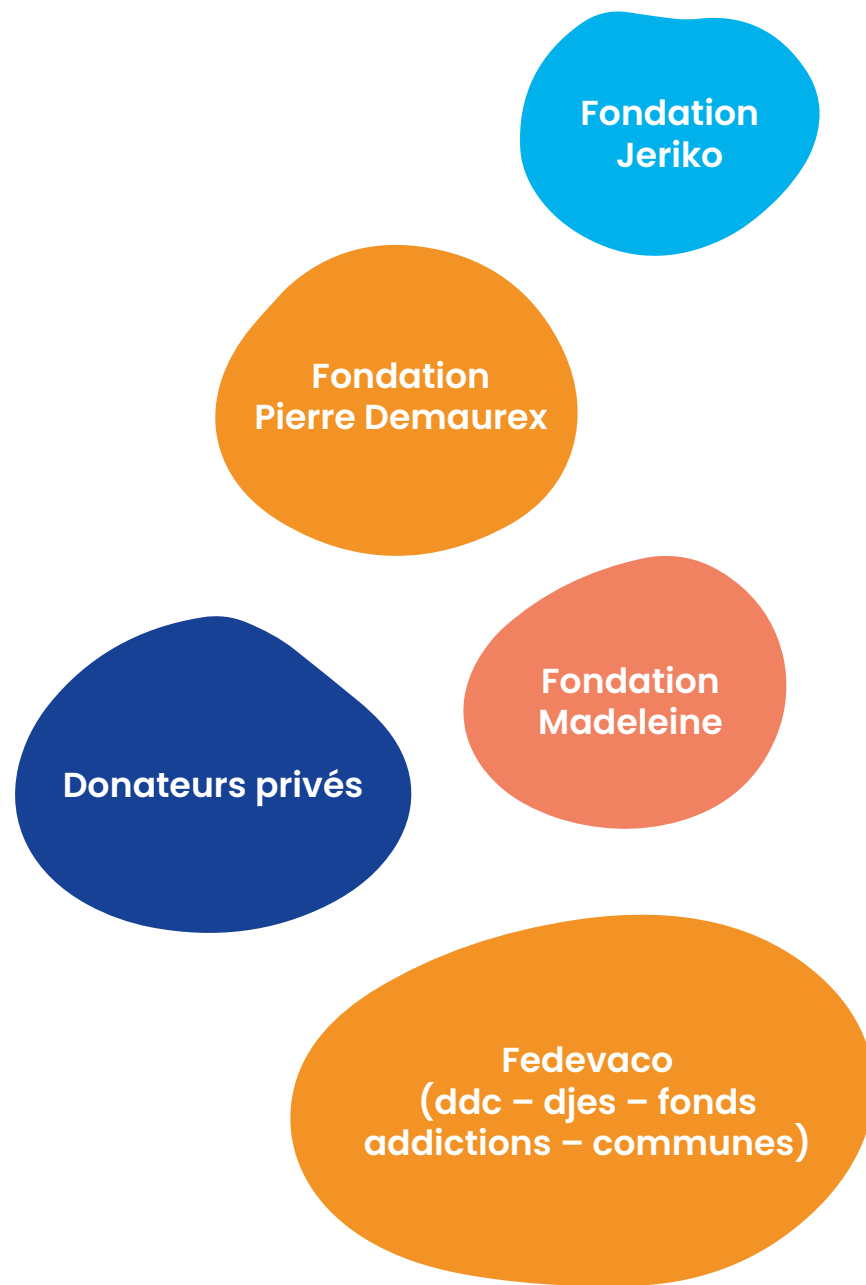 Fondation
Jeriko
Fondation
Pierre Demaurex
Fondation
Madeleine
Donateurs privés
Fedevaco
(ddc – djes – fonds
addictions – communes)